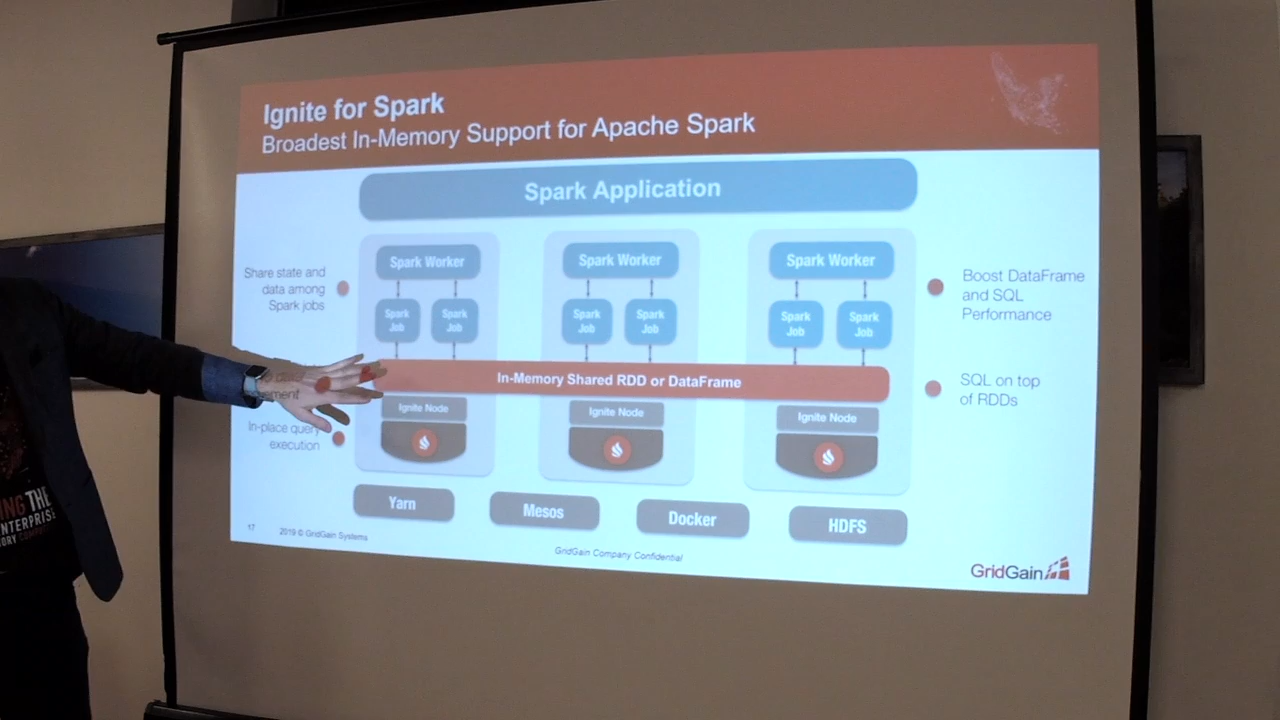 Ignite for Spark
Broadest In-Memory Support for Apache Spark
Spark Application
Share state and
data among
Spark jobs
In-place query
execution
Spark Worker
Spark
Job
Spark
Job
Spark Worker
Spark
Job
Spark
Job
Spark Worker
Spark
Job
Spark
Job
In-Memory Shared RDD or DataFrame
Ignite Node
Ignite Node
Ignite Node
Boost DataFrame
and SQL
Performance
SQL on top
of RDDs
Yarn
Mesos
Docker
HDFS
17
2019 © GridGain Systems
GridGain Company Confidential
GridGain
THE